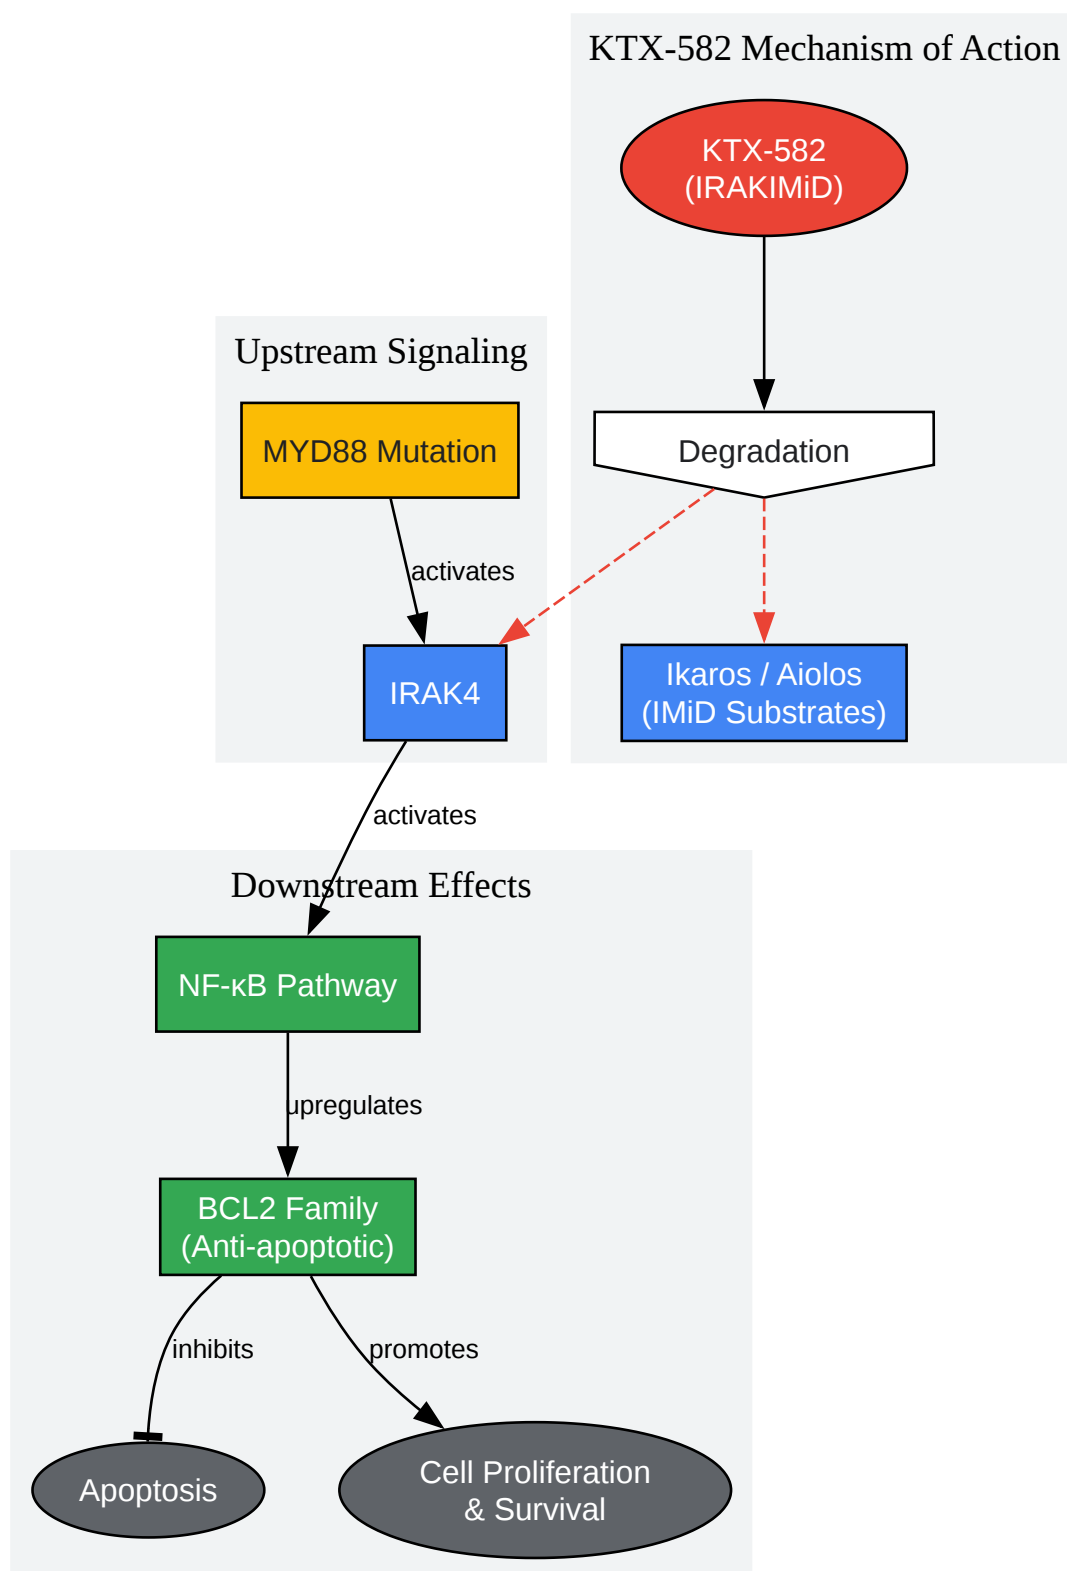 KTX-582 Mechanism of Action
KTX-582
(IRAKIMiD)
Upstream Signaling
MYD88 Mutation
Degradation
activates
IRAK4
Ikaros / Aiolos
(IMiD Substrates)
activates
Downstream Effects
NF-κB Pathway
upregulates
BCL2 Family
(Anti-apoptotic)
inhibits
promotes
Apoptosis
Cell Proliferation
& Survival